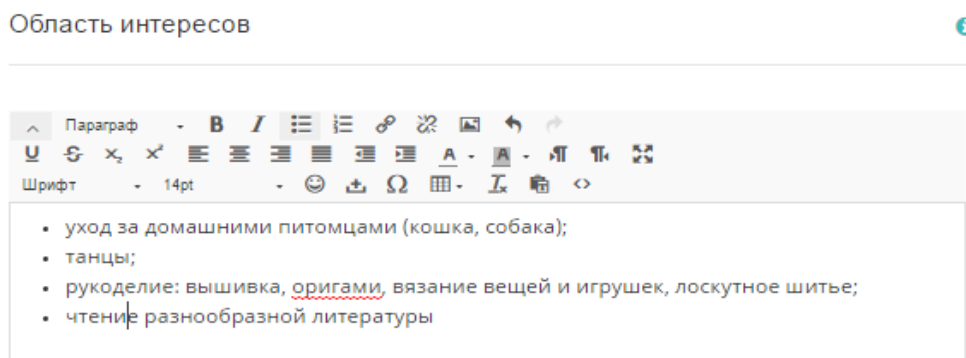 Область интересов
Параграф
Шрифт 14pt
уход за домашними питомцами (кошка, собака);
танцы;
рукоделие: вышивка, оригами, вязание вещей и игрушек, лоскутное шитье;
чтение разнообразной литературы